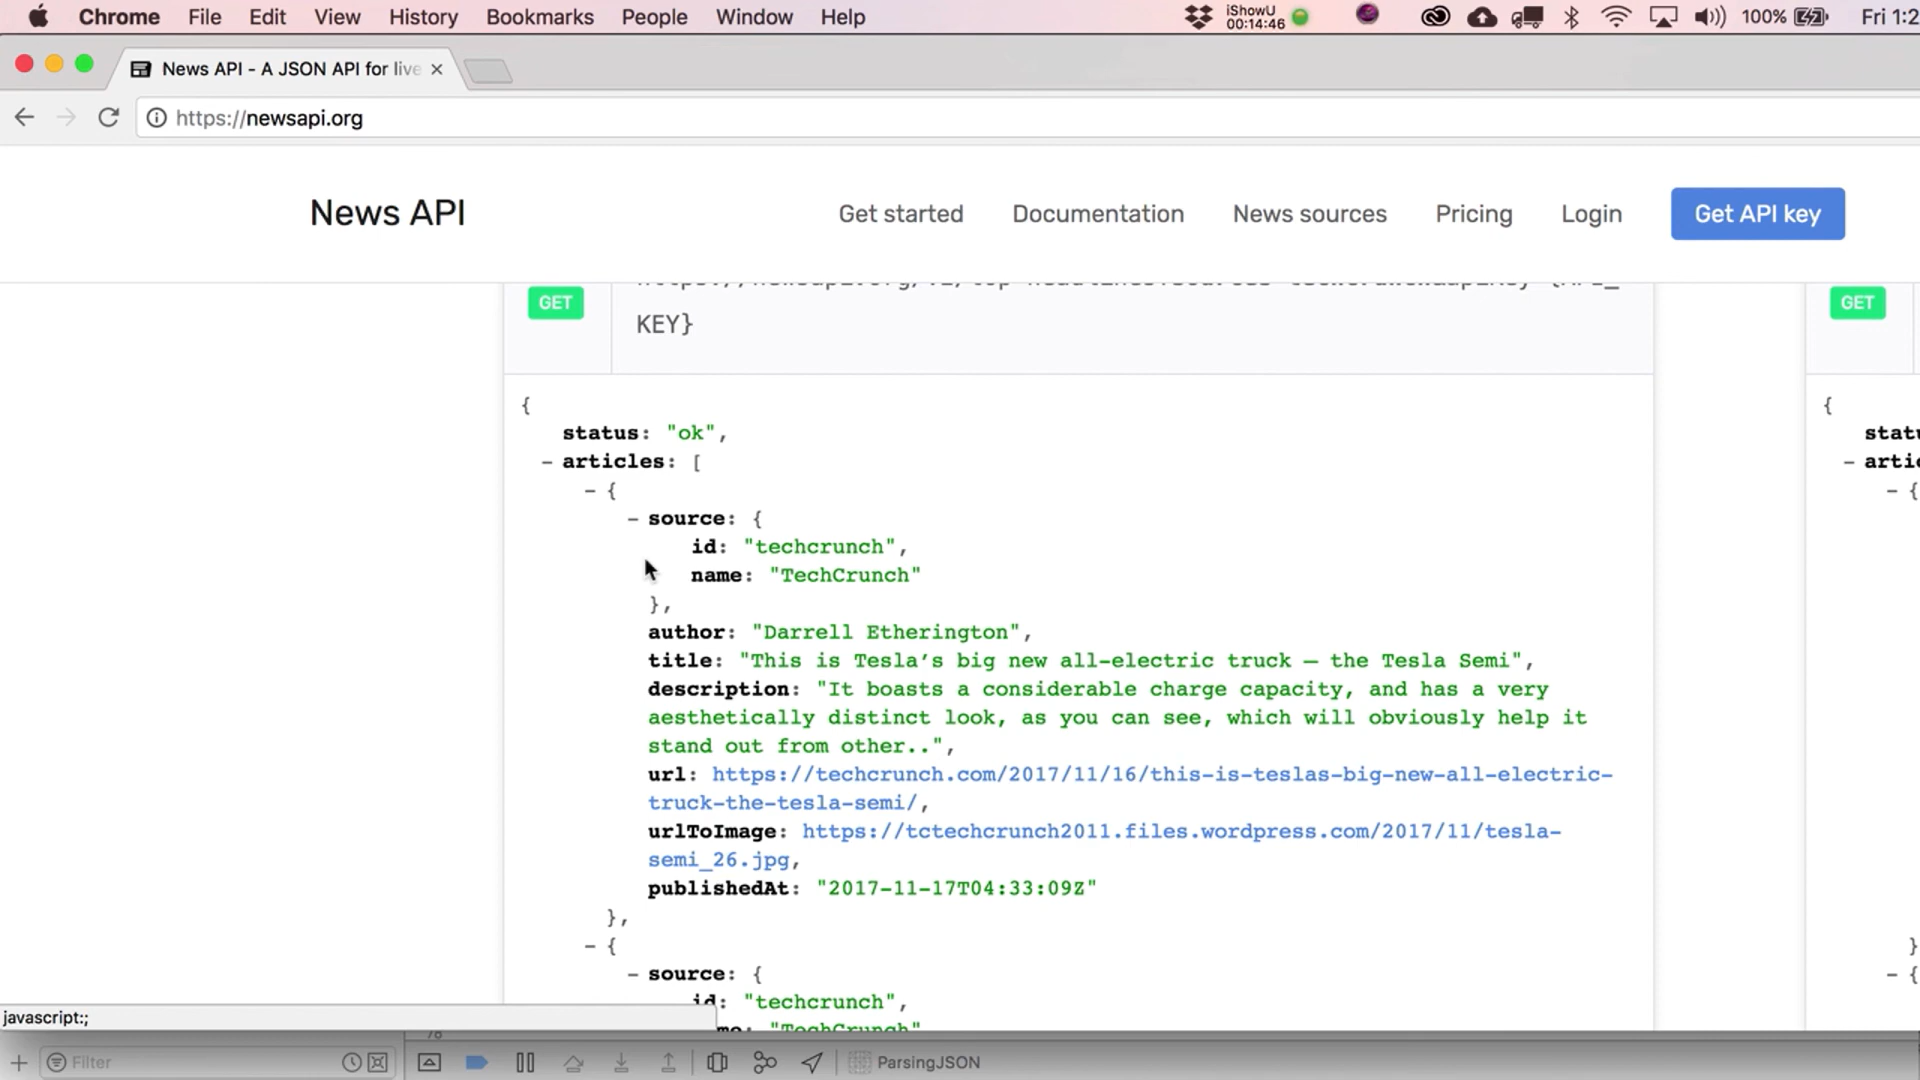 Chrome File Edit View History Bookmarks People Window Help iShowU 00:14:46 100% Fri 1:2
News API - A JSON API for live
https://newsapi.org
News API Get started Documentation News sources Pricing Login Get API key
GET
KEY}
GET
{
status: "ok",
– articles: [
– {
– source: {
id: "techcrunch",
name: "TechCrunch"
},
author: "Darrell Etherington",
title: "This is Tesla’s big new all-electric truck — the Tesla Semi",
description: "It boasts a considerable charge capacity, and has a very
aesthetically distinct look, as you can see, which will obviously help it
stand out from other..",
url: https://techcrunch.com/2017/11/16/this-is-teslas-big-new-all-electric-
truck-the-tesla-semi/,
urlToImage: https://tctechcrunch2011.files.wordpress.com/2017/11/tesla-
semi_26.jpg,
publishedAt: "2017-11-17T04:33:09Z"
},
– {
– source: {
id: "techcrunch",
"TechCrunch"
{
statu
– artic
– {
}
– {
javascript:;
Filter
ParsingJSON